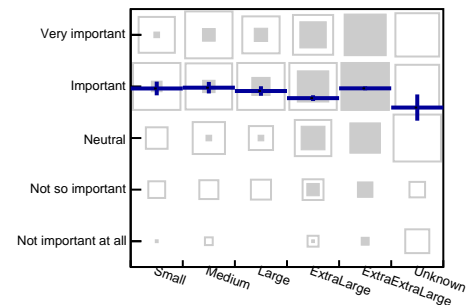 Very important
Important
Neutral
Not so important
Not important at all
Small
Medium
Large
ExtraLarge
ExtraExtraLarge
Unknown